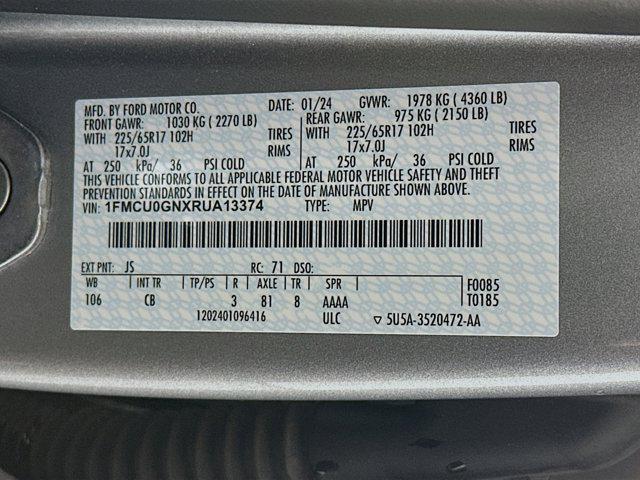 MFD. BY FORD MOTOR CO. DATE: 01/24 GVWR: 1978 KG ( 4360 LB)
FRONT GAWR: 1030 KG ( 2270 LB) REAR GAWR: 975 KG ( 2150 LB)
WITH 225/65R17 102H TIRES WITH 225/65R17 102H TIRES
17x7.0J RIMS 17x7.0J RIMS
AT 250 kPa/ 36 PSI COLD AT 250 kPa/ 36 PSI COLD
THIS VEHICLE CONFORMS TO ALL APPLICABLE FEDERAL MOTOR VEHICLE SAFETY AND THEFT
PREVENTION STANDARDS IN EFFECT ON THE DATE OF MANUFACTURE SHOWN ABOVE.
VIN: 1FMCU0GNXRUA13374 TYPE: MPV
EXT PNT: JS RC: 71 DSO:
WB INT TR TP/PS R AXLE TR SPR F0085
106 CB 3 81 8 AAAA T0185
1202401096416 ULC ▽ 5U5A-3520472-AA